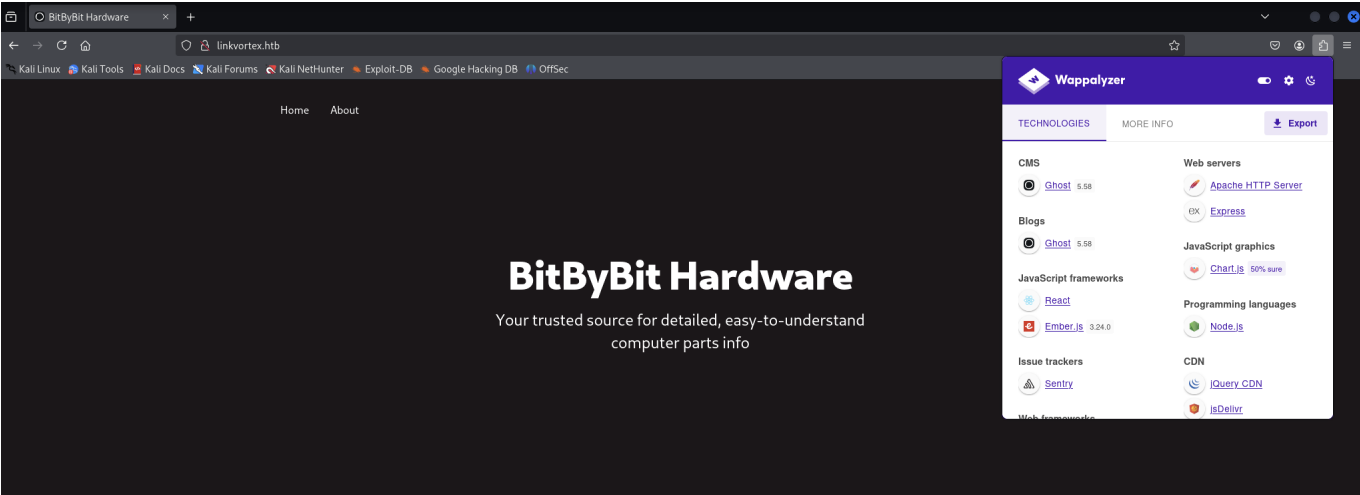 BitByBit Hardware
linkvortex.htb
Kali Linux Kali Tools Kali Docs Kali Forums Kali NetHunter Exploit-DB Google Hacking DB OffSec
Home About
BitByBit Hardware
Your trusted source for detailed, easy-to-understand
computer parts info
Wappalyzer
TECHNOLOGIES MORE INFO Export
CMS
Ghost 5.58
Blogs
Ghost 5.58
JavaScript frameworks
React
Ember.js 3.24.0
Issue trackers
Sentry
Web frameworks
Web servers
Apache HTTP Server
ex Express
JavaScript graphics
Chart.js 50% sure
Programming languages
Node.js
CDN
jQuery CDN
jsDelivr